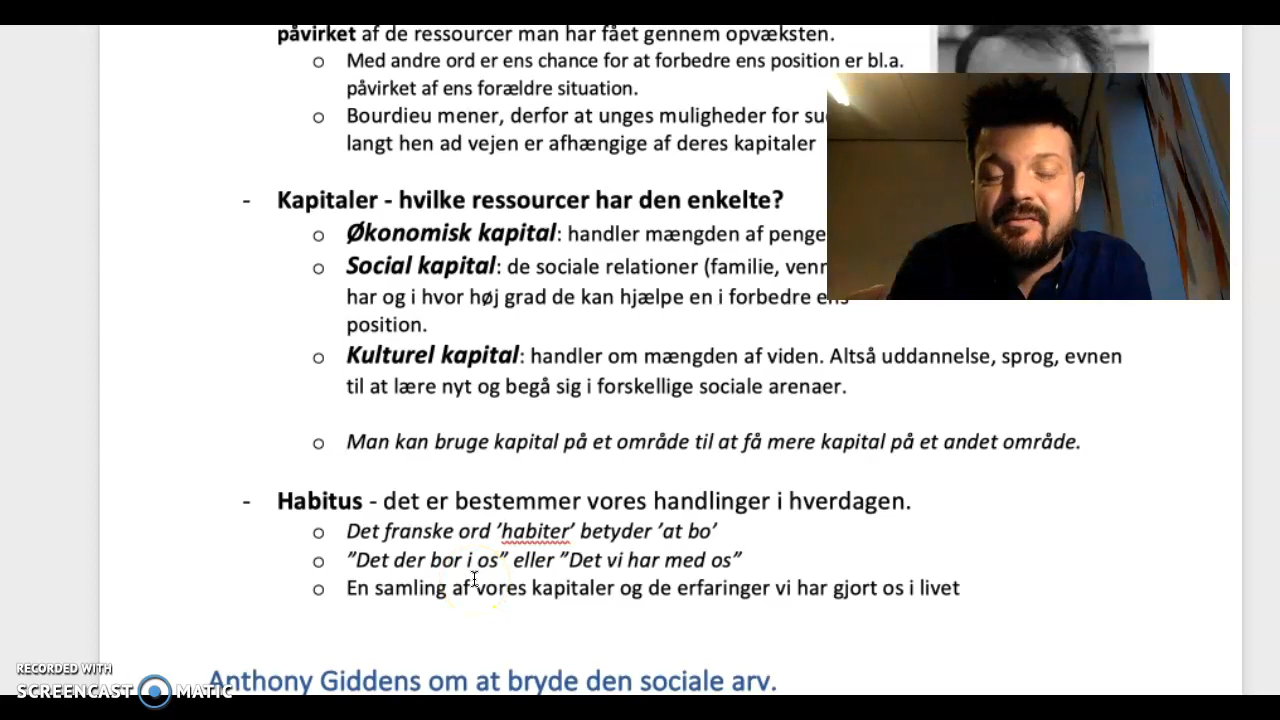 påvirket af de ressourcer man har fået gennem opvæksten.
o Med andre ord er ens chance for at forbedre ens position er bl.a.
påvirket af ens forældre situation.
o Bourdieu mener, derfor at unges muligheder for
langt hen ad vejen er afhængige af deres kapitaler
- Kapitaler - hvilke ressourcer har den enkelte?
o Økonomisk kapital: handler mængden af penge
o Social kapital: de sociale relationer (familie,
har og i hvor høj grad de kan hjælpe en i forbedre ens
position.
o Kulturel kapital: handler om mængden af viden. Altså uddannelse, sprog, evnen
til at lære nyt og begå sig i forskellige sociale arenaer.
o Man kan bruge kapital på et område til at få mere kapital på et andet område.
- Habitus - det er bestemmer vores handlinger i hverdagen.
o Det franske ord ’habiter’ betyder ’at bo’
o ”Det der bor i os” eller ”Det vi har med os”
o En samling af vores kapitaler og de erfaringer vi har gjort os i livet
Anthony Giddens om at bryde den sociale arv.
RECORDED WITH
SCREENCAST MATIC